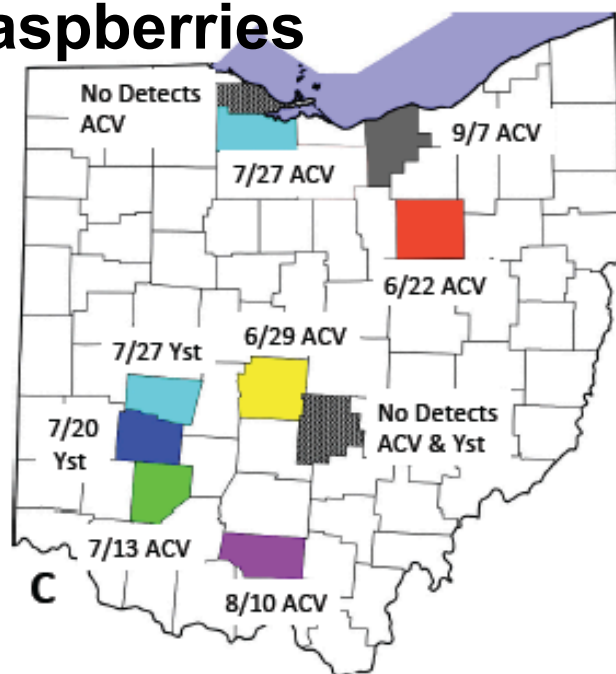 aspberries
No Detects
ACV
9/7 ACV
7/27 ACV
6/22 ACV
6/29 ACV
7/27 Yst
No Detects
ACV & Yst
7/20
Yst
7/13 ACV
C
8/10 ACV